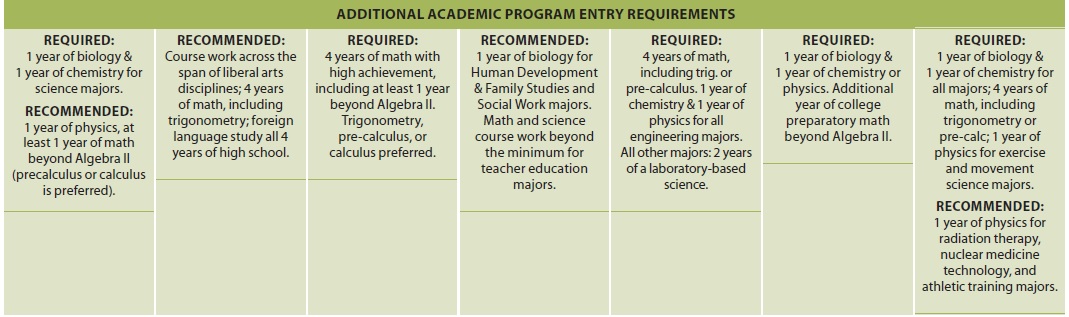 ADDITIONAL ACADEMIC PROGRAM ENTRY REQUIREMENTS
REQUIRED:
1 year of biology &
1 year of chemistry for
science majors.
RECOMMENDED:
1 year of physics, at
least 1 year of math
beyond Algebra II
(precalculus or calculus
is preferred).
RECOMMENDED:
Course work across the
span of liberal arts
disciplines; 4 years
of math, including
trigonometry; foreign
language study all 4
years of high school.
REQUIRED:
4 years of math with
high achievement,
including at least 1 year
beyond Algebra II.
Trigonometry,
pre-calculus, or
calculus preferred.
RECOMMENDED:
1 year of biology for
Human Development
& Family Studies and
Social Work majors.
Math and science
course work beyond
the minimum for
teacher education
majors.
REQUIRED:
4 years of math,
including trig. or
pre-calculus. 1 year of
chemistry & 1 year of
physics for all
engineering majors.
All other majors: 2 years
of a laboratory-based
science.
REQUIRED:
1 year of biology &
1 year of chemistry or
physics. Additional
year of college
preparatory math
beyond Algebra II.
REQUIRED:
1 year of biology &
1 year of chemistry for
all majors; 4 years of
math, including
trigonometry or
pre-calc; 1 year of
physics for exercise
and movement
science majors.
RECOMMENDED:
1 year of physics for
radiation therapy,
nuclear medicine
technology, and
athletic training majors.